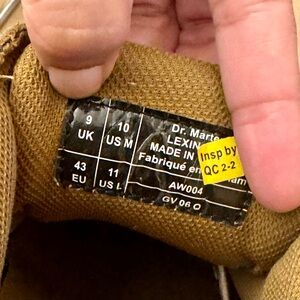 9 UK
10 US M
43 EU
11 US L
Dr. Marte
LEXIN
MADE IN
Fabriqué en am
AW004
GV 06 O
Insp by
QC 2-2